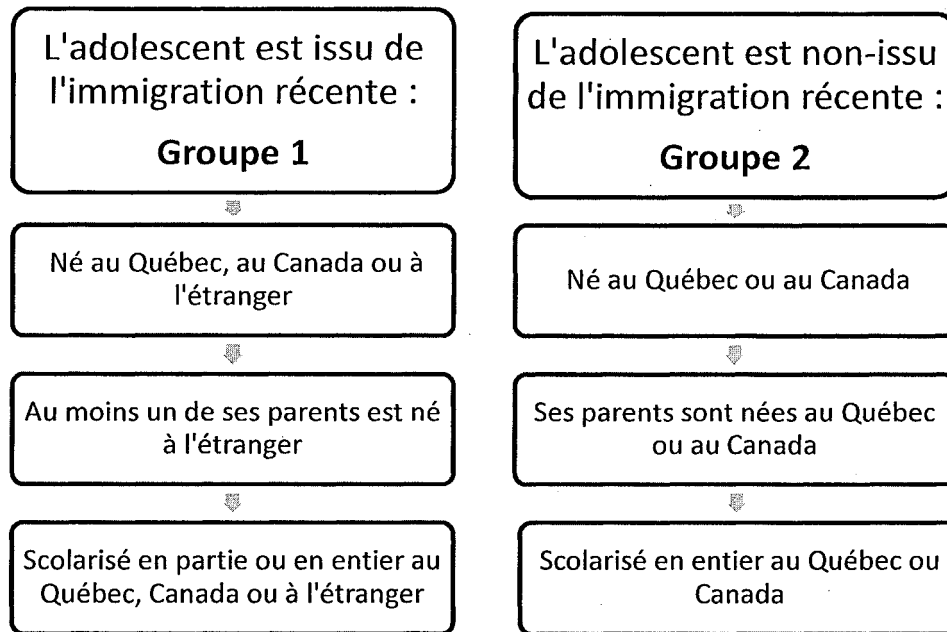 L'adolescent est issu de
l'immigration récente :
Groupe 1
Né au Québec, au Canada ou à
l'étranger
Au moins un de ses parents est né
à l'étranger
Scolarisé en partie ou en entier au
Québec, Canada ou à l'étranger
L'adolescent est non-issu
de l'immigration récente :
Groupe 2
Né au Québec ou au Canada
Ses parents sont nées au Québec
ou au Canada
Scolarisé en entier au Québec ou
Canada